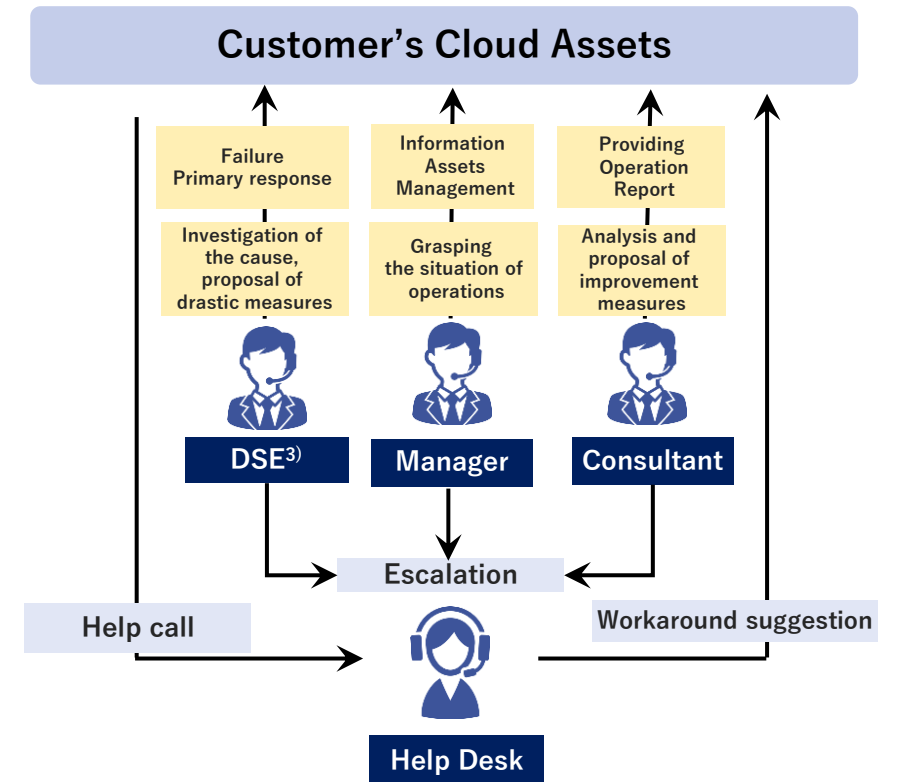 Customer's Cloud Assets
Failure
Primary response
Information
Assets
Management
Providing
Operation
Report
Investigation of
the cause,
proposal of
drastic measures
Grasping
the situation of
operations
Analysis and
proposal of
improvement
measures
DSE³⁾
Manager
Consultant
Escalation
Help call
Workaround suggestion
Help Desk